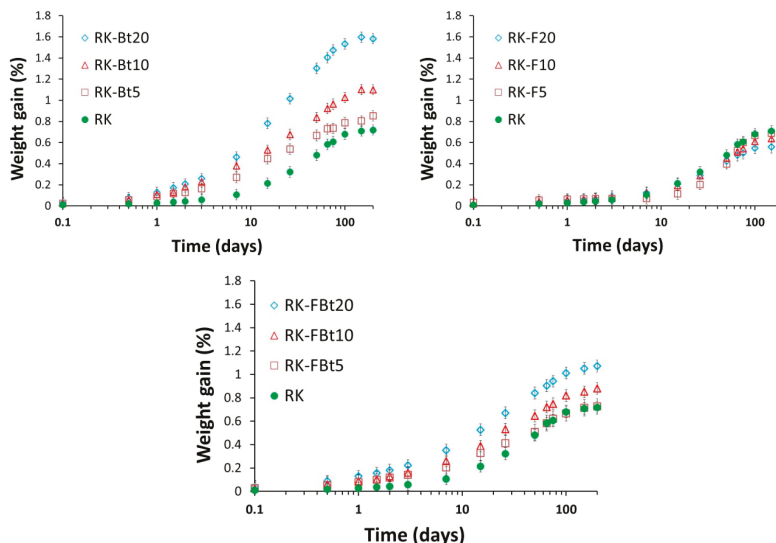 Weight gain (%)
1.8
1.6
1.4
1.2
1
0.8
0.6
0.4
0.2
0
RK-Bt20
RK-Bt10
RK-Bt5
RK
0.1
1
10
100
Time (days)
Weight gain (%)
1.8
1.6
1.4
1.2
1
0.8
0.6
0.4
0.2
0
RK-F20
RK-F10
RK-F5
RK
0.1
1
10
100
Time (days)
Weight gain (%)
1.8
1.6
1.4
1.2
1
0.8
0.6
0.4
0.2
0
RK-FBt20
RK-FBt10
RK-FBt5
RK
0.1
1
10
100
Time (days)